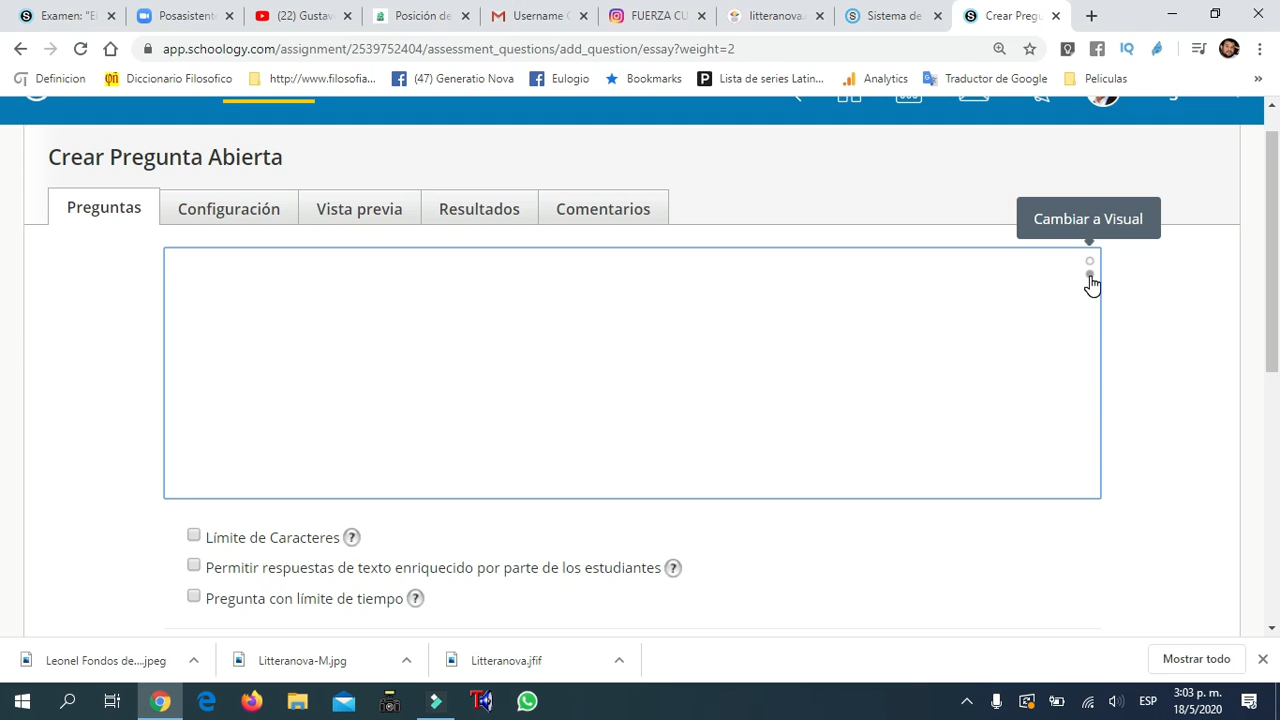 Examen: "El
Posasistente
(22) Gustav
Posición de
Username C
FUERZA CU
litteranova.
Sistema de
Crear Pregu
app.schoology.com/assignment/2539752404/assessment_questions/add_question/essay?weight=2
Definicion
Diccionario Filosofico
http://www.filosofia...
(47) Generatio Nova
Eulogio
Bookmarks
Lista de series Latin...
Analytics
Traductor de Google
Películas
»
Crear Pregunta Abierta
Preguntas
Configuración
Vista previa
Resultados
Comentarios
Cambiar a Visual
Límite de Caracteres ?
Permitir respuestas de texto enriquecido por parte de los estudiantes ?
Pregunta con límite de tiempo ?
Leonel Fondos de....jpeg
Litteranova-M.jpg
Litteranova.jfif
Mostrar todo
ESP
3:03 p. m.
18/5/2020